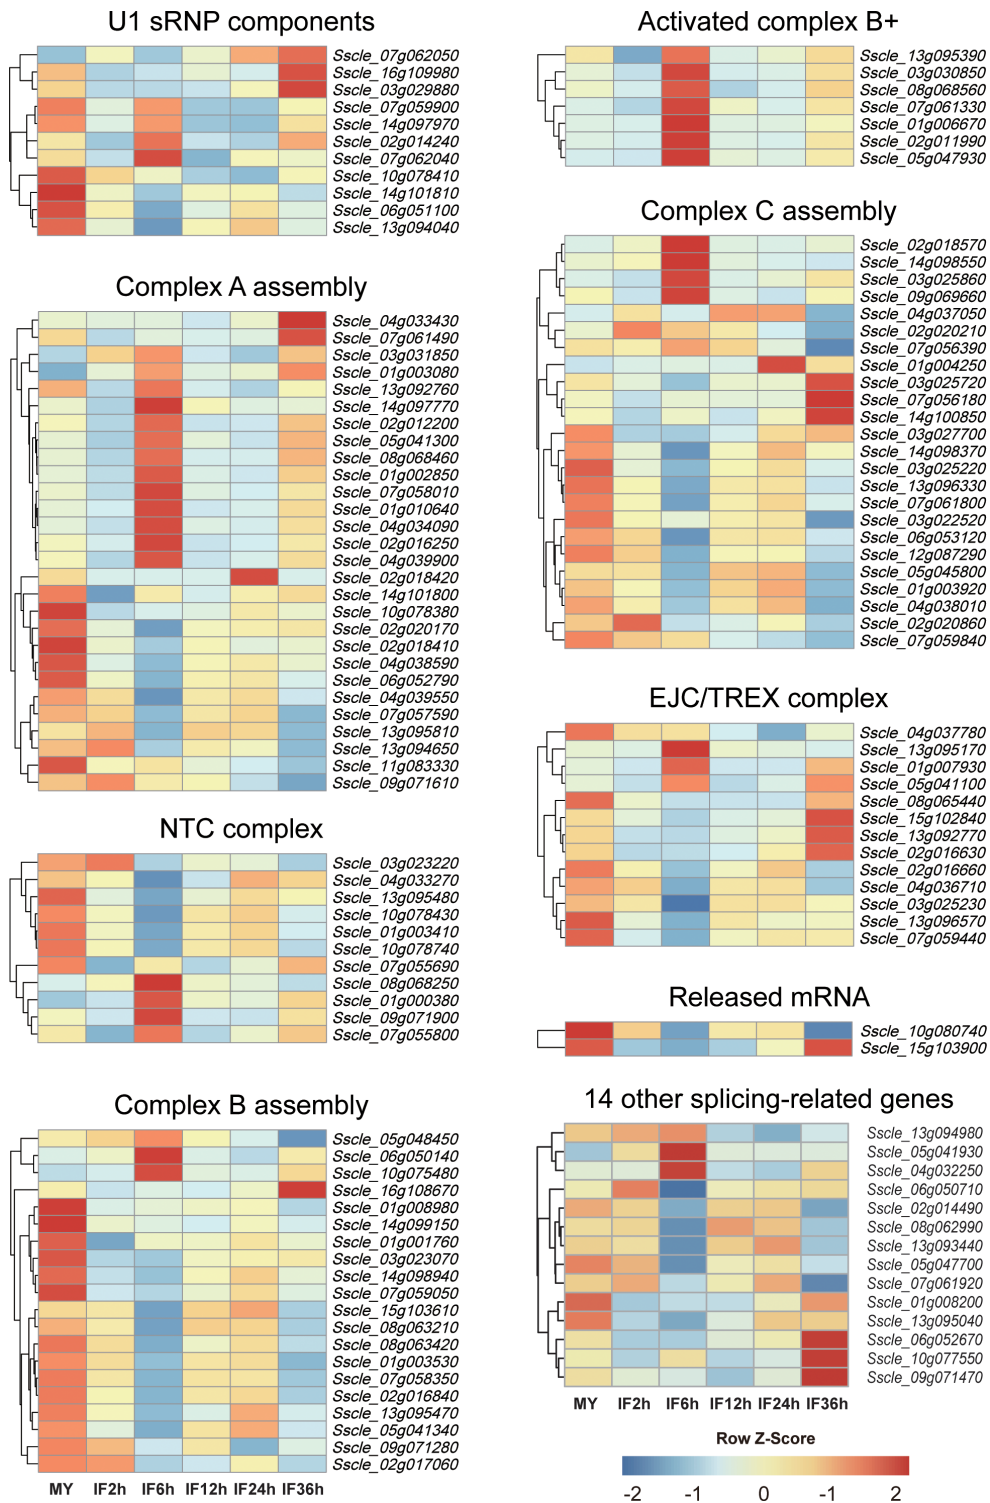 U1 sRNP components
Sscle_07g062050
Sscle_16g109980
Sscle_03g029880
Sscle_07g059900
Sscle_14g097970
Sscle_02g014240
Sscle_07g062040
Sscle_10g078410
Sscle_14g101810
Sscle_06g051100
Sscle_13g094040
Complex A assembly
Sscle_04g033430
Sscle_07g061490
Sscle_03g031850
Sscle_01g003080
Sscle_13g092760
Sscle_14g097770
Sscle_02g012200
Sscle_05g041300
Sscle_08g068460
Sscle_01g002850
Sscle_07g058010
Sscle_01g010640
Sscle_04g034090
Sscle_02g016250
Sscle_04g039900
Sscle_02g018420
Sscle_14g101800
Sscle_10g078380
Sscle_02g020170
Sscle_02g018410
Sscle_04g038590
Sscle_06g052790
Sscle_04g039550
Sscle_07g057590
Sscle_13g095810
Sscle_13g094650
Sscle_11g083330
Sscle_09g071610
NTC complex
Sscle_03g023220
Sscle_04g033270
Sscle_13g095480
Sscle_10g078430
Sscle_01g003410
Sscle_10g078740
Sscle_07g055690
Sscle_08g068250
Sscle_01g000380
Sscle_09g071900
Sscle_07g055800
Complex B assembly
Sscle_05g048450
Sscle_06g050140
Sscle_10g075480
Sscle_16g108670
Sscle_01g008980
Sscle_14g099150
Sscle_01g001760
Sscle_03g023070
Sscle_14g098940
Sscle_07g059050
Sscle_15g103610
Sscle_08g063210
Sscle_08g063420
Sscle_01g003530
Sscle_07g058350
Sscle_02g016840
Sscle_13g095470
Sscle_05g041340
Sscle_09g071280
Sscle_02g017060
MY IF2h IF6h IF12h IF24h IF36h
Activated complex B+
Sscle_13g095390
Sscle_03g030850
Sscle_08g068560
Sscle_07g061330
Sscle_01g006670
Sscle_02g011990
Sscle_05g047930
Complex C assembly
Sscle_02g018570
Sscle_14g098550
Sscle_03g025860
Sscle_09g069660
Sscle_04g037050
Sscle_02g020210
Sscle_07g056390
Sscle_01g004250
Sscle_03g025720
Sscle_07g056180
Sscle_14g100850
Sscle_03g027700
Sscle_14g098370
Sscle_03g025220
Sscle_13g096330
Sscle_07g061800
Sscle_03g022520
Sscle_06g053120
Sscle_12g087290
Sscle_05g045800
Sscle_01g003920
Sscle_04g038010
Sscle_02g020860
Sscle_07g059840
EJC/TREX complex
Sscle_04g037780
Sscle_13g095170
Sscle_01g007930
Sscle_05g041100
Sscle_08g065440
Sscle_15g102840
Sscle_13g092770
Sscle_02g016630
Sscle_02g016660
Sscle_04g036710
Sscle_03g025230
Sscle_13g096570
Sscle_07g059440
Released mRNA
Sscle_10g080740
Sscle_15g103900
14 other splicing-related genes
Sscle_13g094980
Sscle_05g041930
Sscle_04g032250
Sscle_06g050710
Sscle_02g014490
Sscle_08g062990
Sscle_13g093440
Sscle_05g047700
Sscle_07g061920
Sscle_01g008200
Sscle_13g095040
Sscle_06g052670
Sscle_10g077550
Sscle_09g071470
MY IF2h IF6h IF12h IF24h IF36h
Row Z-Score
-2 -1 0 -1 2